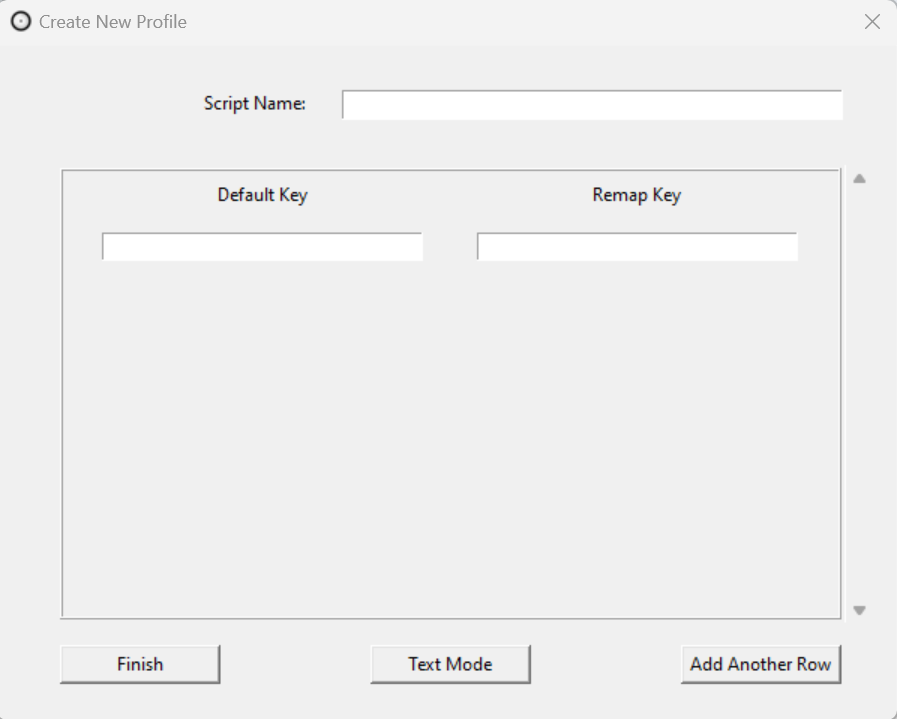 Create New Profile
Script Name:
Default Key Remap Key
Finish Text Mode Add Another Row